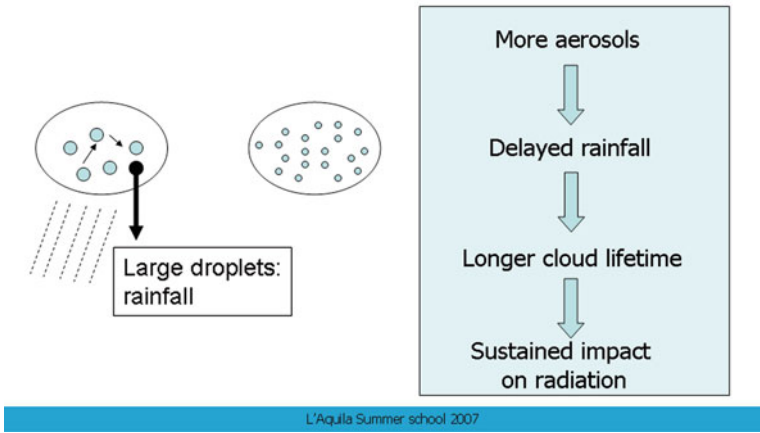 Large droplets:
rainfall
More aerosols
Delayed rainfall
Longer cloud lifetime
Sustained impact
on radiation
L'Aquila Summer school 2007